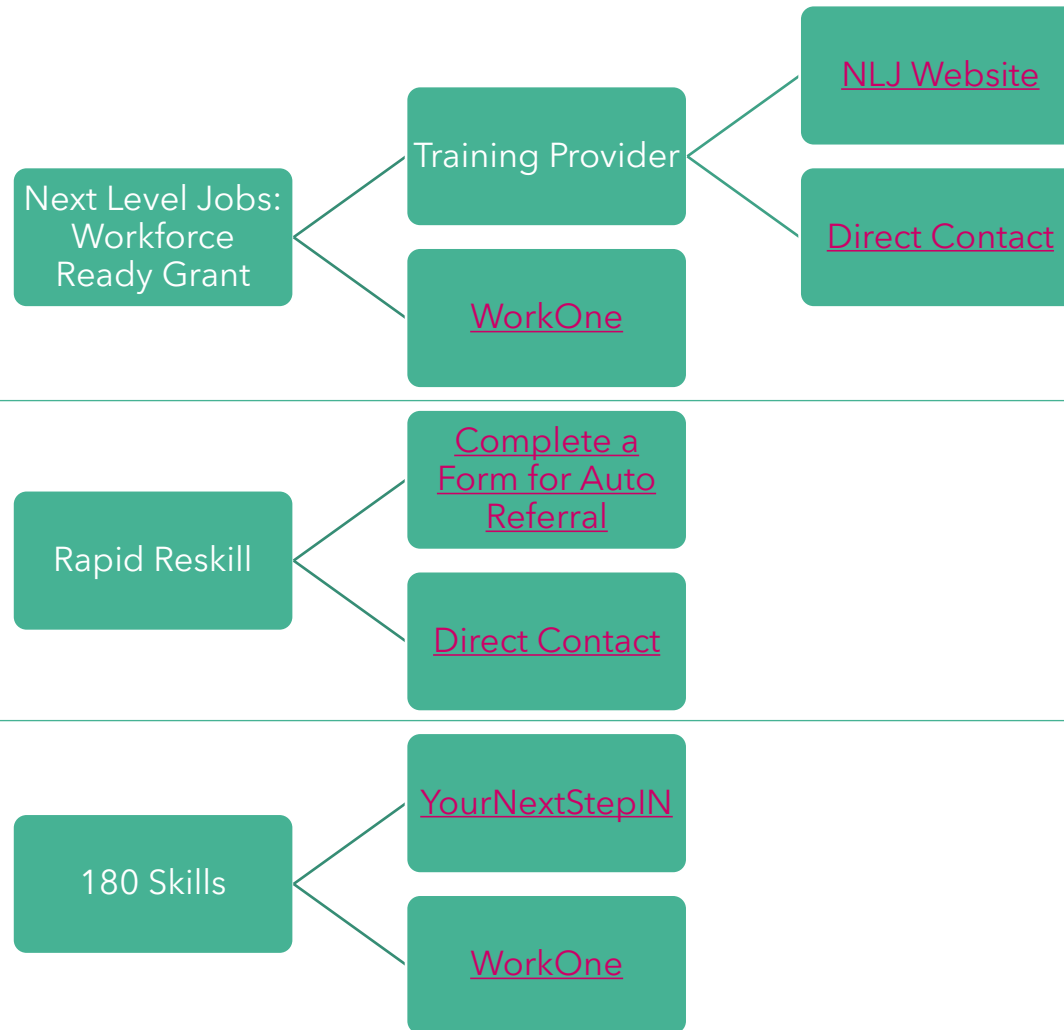 Next Level Jobs:
Workforce
Ready Grant
Training Provider
NLJ Website
Direct Contact
WorkOne
Rapid Reskill
Complete a
Form for Auto
Referral
Direct Contact
180 Skills
YourNextStepIN
WorkOne